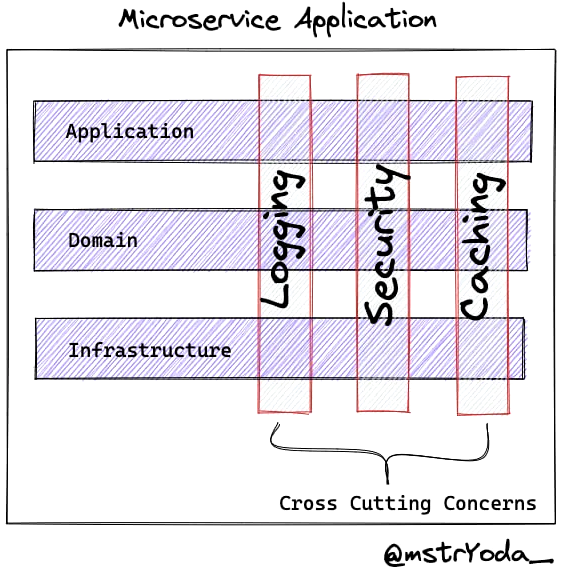 Microservice Application
Application
Domain
Infrastructure
Logging
Security
Caching
Cross Cutting Concerns
@mstrYoda_